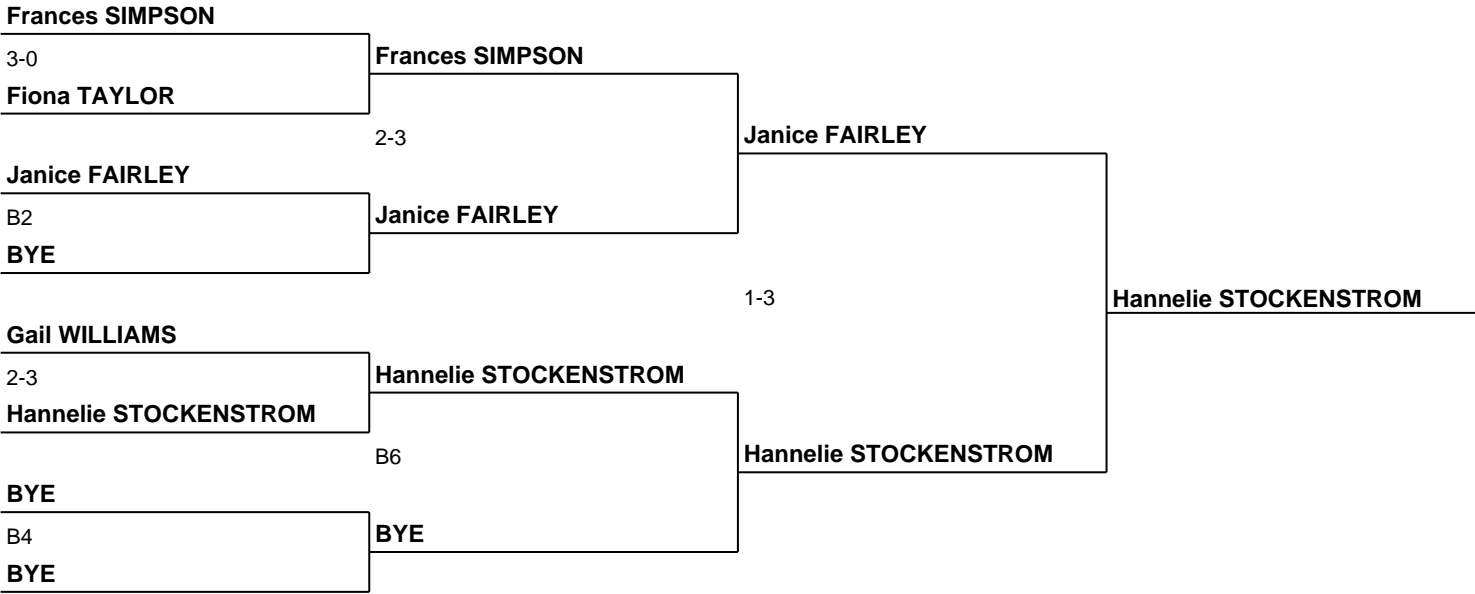 Frances SIMPSON
3-0
Frances SIMPSON
Fiona TAYLOR
2-3
Janice FAIRLEY
Janice FAIRLEY
B2
Janice FAIRLEY
BYE
1-3
Hannelie STOCKENSTROM
Gail WILLIAMS
2-3
Hannelie STOCKENSTROM
Hannelie STOCKENSTROM
B6
Hannelie STOCKENSTROM
BYE
B4
BYE
BYE